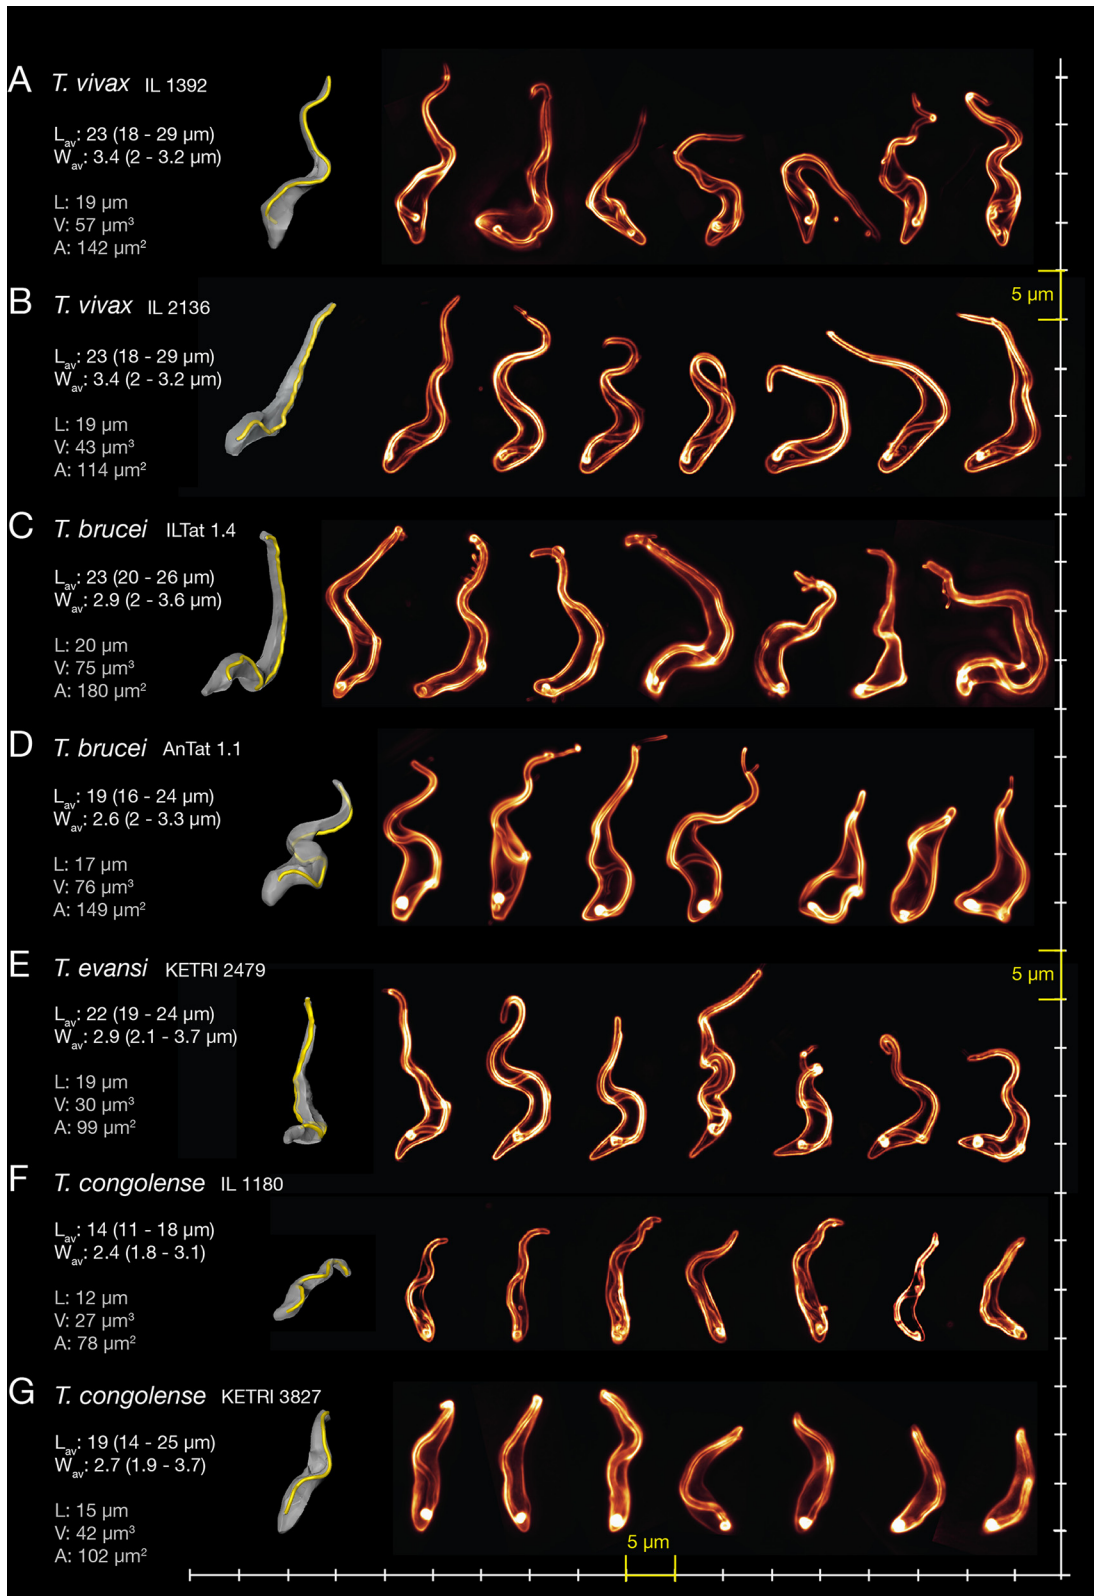 A T. vivax IL 1392
Lav: 23 (18 - 29 µm)
Wav: 3.4 (2 - 3.2 µm)
L: 19 µm
V: 57 µm³
A: 142 µm²
5 µm
B T. vivax IL 2136
Lav: 23 (18 - 29 µm)
Wav: 3.4 (2 - 3.2 µm)
L: 19 µm
V: 43 µm³
A: 114 µm²
C T. brucei ILTat 1.4
Lav: 23 (20 - 26 µm)
Wav: 2.9 (2 - 3.6 µm)
L: 20 µm
V: 75 µm³
A: 180 µm²
D T. brucei AnTat 1.1
Lav: 19 (16 - 24 µm)
Wav: 2.6 (2 - 3.3 µm)
L: 17 µm
V: 76 µm³
A: 149 µm²
E T. evansi KETRI 2479
5 µm
Lav: 22 (19 - 24 µm)
Wav: 2.9 (2.1 - 3.7 µm)
L: 19 µm
V: 30 µm³
A: 99 µm²
F T. congolense IL 1180
Lav: 14 (11 - 18 µm)
Wav: 2.4 (1.8 - 3.1)
L: 12 µm
V: 27 µm³
A: 78 µm²
G T. congolense KETRI 3827
Lav: 19 (14 - 25 µm)
Wav: 2.7 (1.9 - 3.7)
L: 15 µm
V: 42 µm³
A: 102 µm²
5 µm